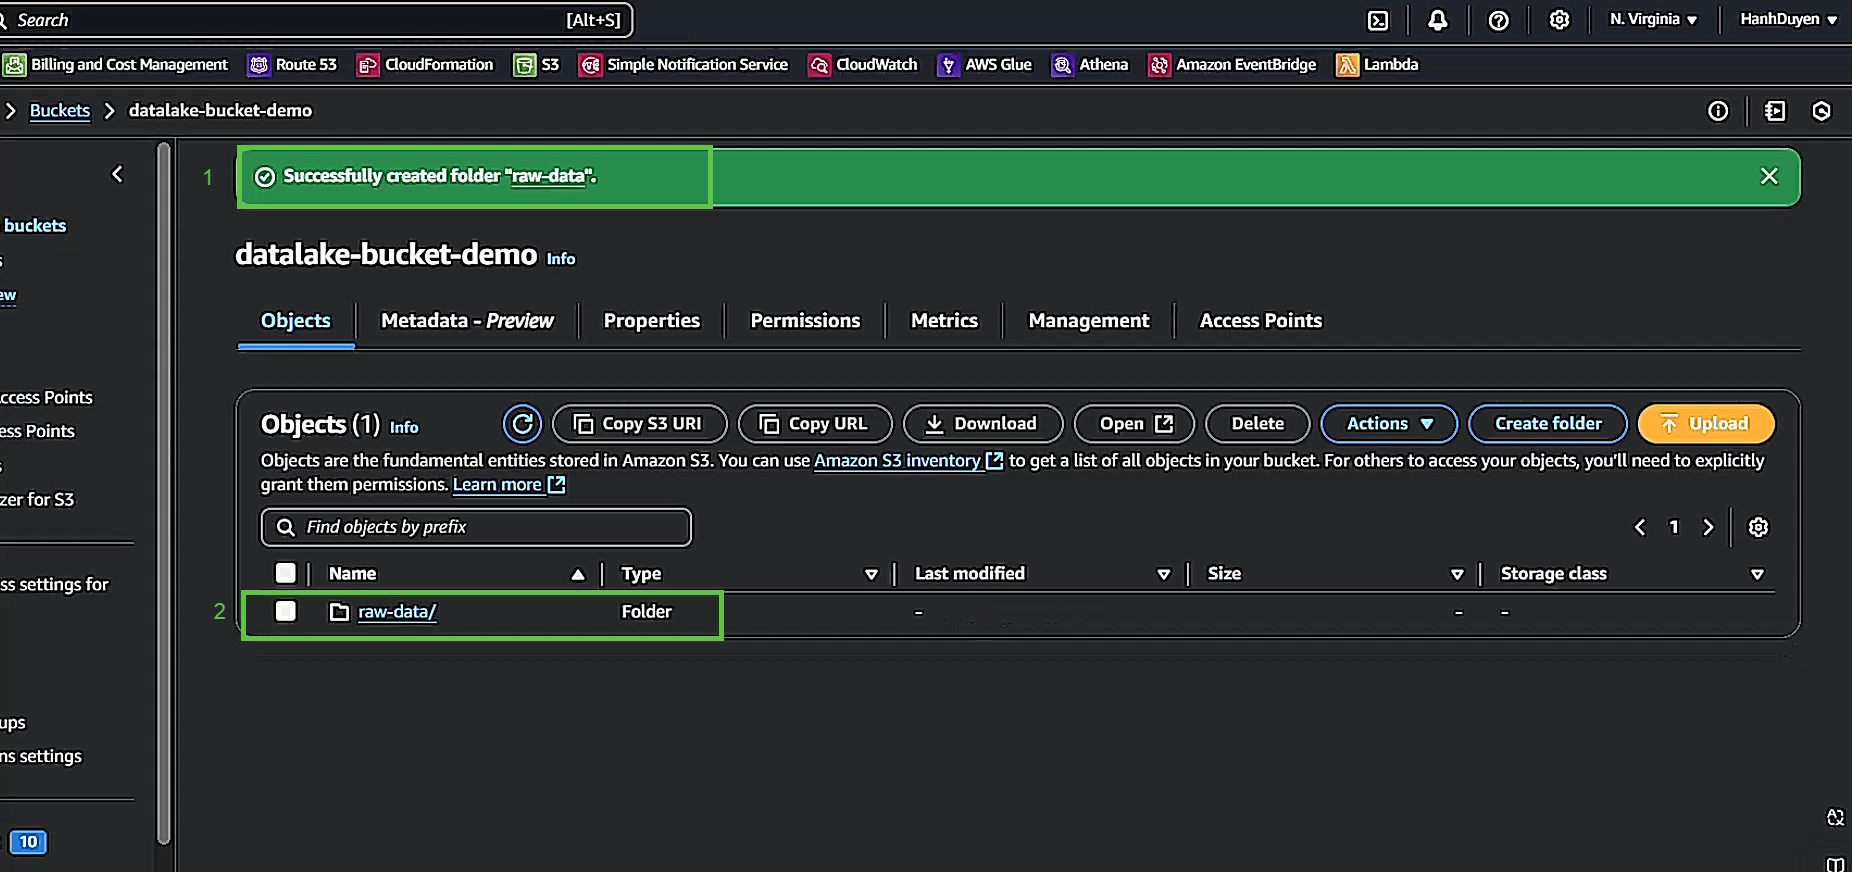 Search [Alt+S] N. Virginia ▼ HanhDuyen ▼
Billing and Cost Management Route 53 CloudFormation S3 Simple Notification Service CloudWatch AWS Glue Athena Amazon EventBridge Lambda
Buckets datalake-bucket-demo
1 Successfully created folder "raw-data".
buckets
s
ew
ccess Points
ess Points
s
zer for S3
ss settings for
ups
ns settings
10
datalake-bucket-demo Info
Objects Metadata - Preview Properties Permissions Metrics Management Access Points
Objects (1) Info Copy S3 URI Copy URL Download Open Delete Actions ▼ Create folder Upload
Objects are the fundamental entities stored in Amazon S3. You can use Amazon S3 inventory to get a list of all objects in your bucket. For others to access your objects, you'll need to explicitly
grant them permissions. Learn more
Find objects by prefix 1
Name Type Last modified Size Storage class
2 raw-data/ Folder - - -